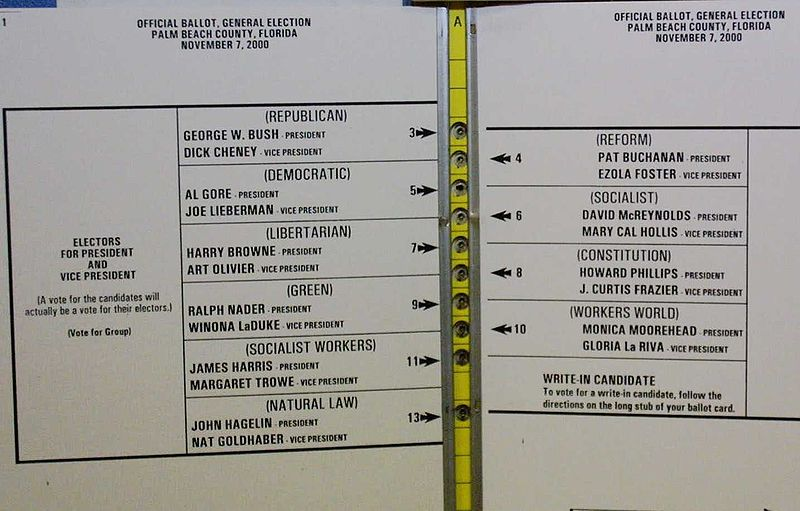 1
OFFICIAL BALLOT, GENERAL ELECTION
PALM BEACH COUNTY, FLORIDA
NOVEMBER 7, 2000
ELECTORS
FOR PRESIDENT
AND
VICE PRESIDENT
(A vote for the candidates will
actually be a vote for their electors.)
(Vote for Group)
(REPUBLICAN)
GEORGE W. BUSH - PRESIDENT 3
DICK CHENEY - VICE PRESIDENT
(DEMOCRATIC)
AL GORE - PRESIDENT 5
JOE LIEBERMAN - VICE PRESIDENT
(LIBERTARIAN)
HARRY BROWNE - PRESIDENT 7
ART OLIVIER - VICE PRESIDENT
(GREEN)
RALPH NADER - PRESIDENT 9
WINONA LaDUKE - VICE PRESIDENT
(SOCIALIST WORKERS)
JAMES HARRIS - PRESIDENT 11
MARGARET TROWE - VICE PRESIDENT
(NATURAL LAW)
JOHN HAGELIN - PRESIDENT 13
NAT GOLDHABER - VICE PRESIDENT
A
OFFICIAL BALLOT, GENERAL ELECTION
PALM BEACH COUNTY, FLORIDA
NOVEMBER 7, 2000
(REFORM)
4 PAT BUCHANAN - PRESIDENT
EZOLA FOSTER - VICE PRESIDENT
(SOCIALIST)
6 DAVID McREYNOLDS - PRESIDENT
MARY CAL HOLLIS - VICE PRESIDENT
(CONSTITUTION)
8 HOWARD PHILLIPS - PRESIDENT
J. CURTIS FRAZIER - VICE PRESIDENT
(WORKERS WORLD)
10 MONICA MOOREHEAD - PRESIDENT
GLORIA La RIVA - VICE PRESIDENT
WRITE-IN CANDIDATE
To vote for a write-in candidate, follow the
directions on the long stub of your ballot card.